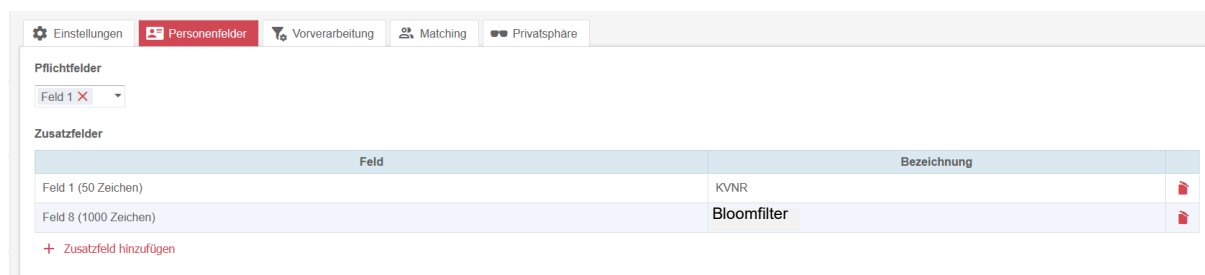 Einstellungen Personenfelder Vorverarbeitung Matching Privatsphäre
Pflichtfelder
Feld 1
Zusatzfelder
Feld Bezeichnung
Feld 1 (50 Zeichen) KVNR
Feld 8 (1000 Zeichen) Bloomfilter
+ Zusatzfeld hinzufügen